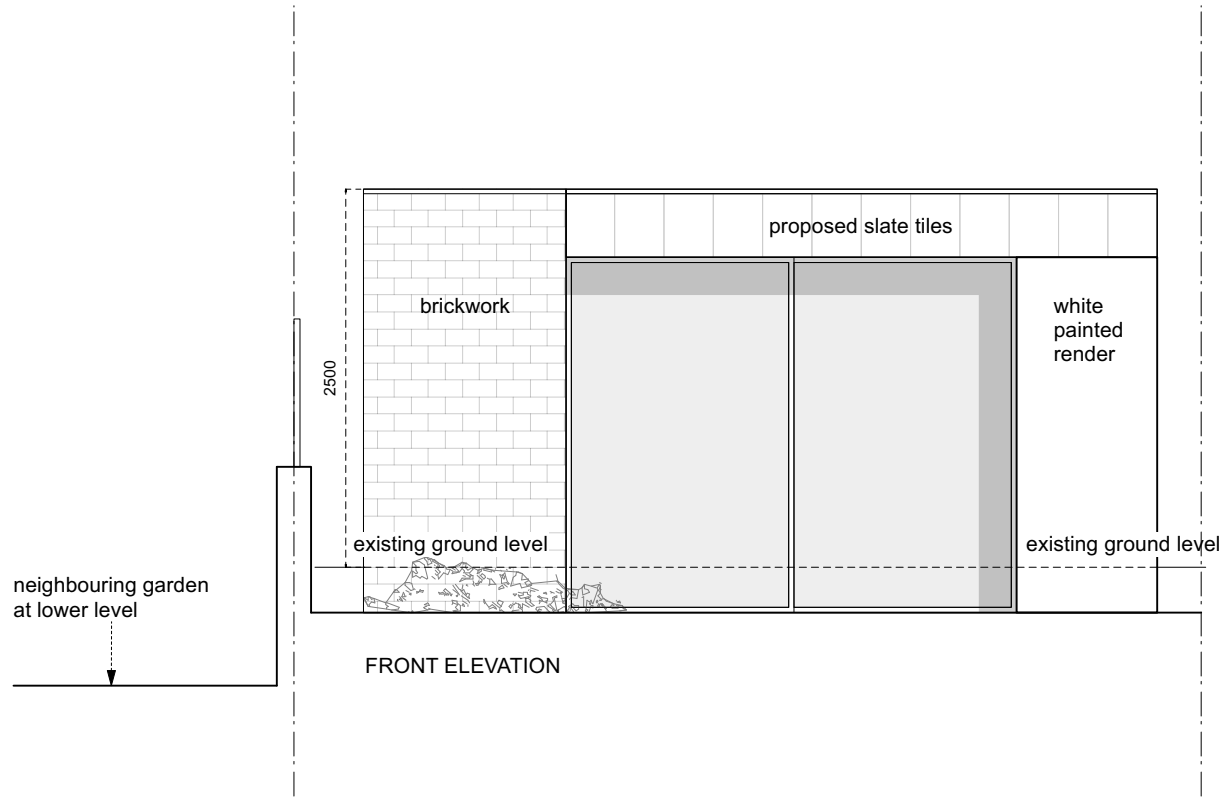 proposed slate tiles
brickwork
white
painted
render
2500
existing ground level
existing ground level
neighbouring garden
at lower level
FRONT ELEVATION